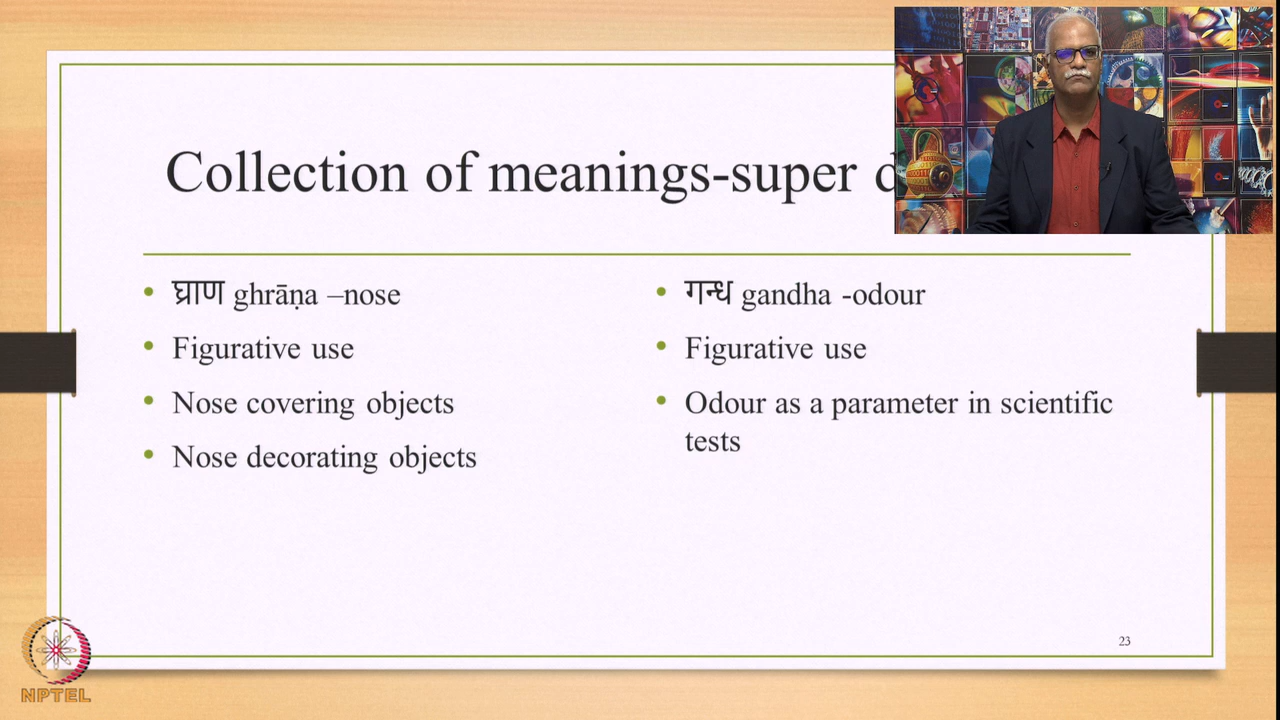 Collection of meanings-super
घ्राण ghrāṇa –nose
Figurative use
Nose covering objects
Nose decorating objects
गन्ध gandha -odour
Figurative use
Odour as a parameter in scientific
tests
23
NPTEL